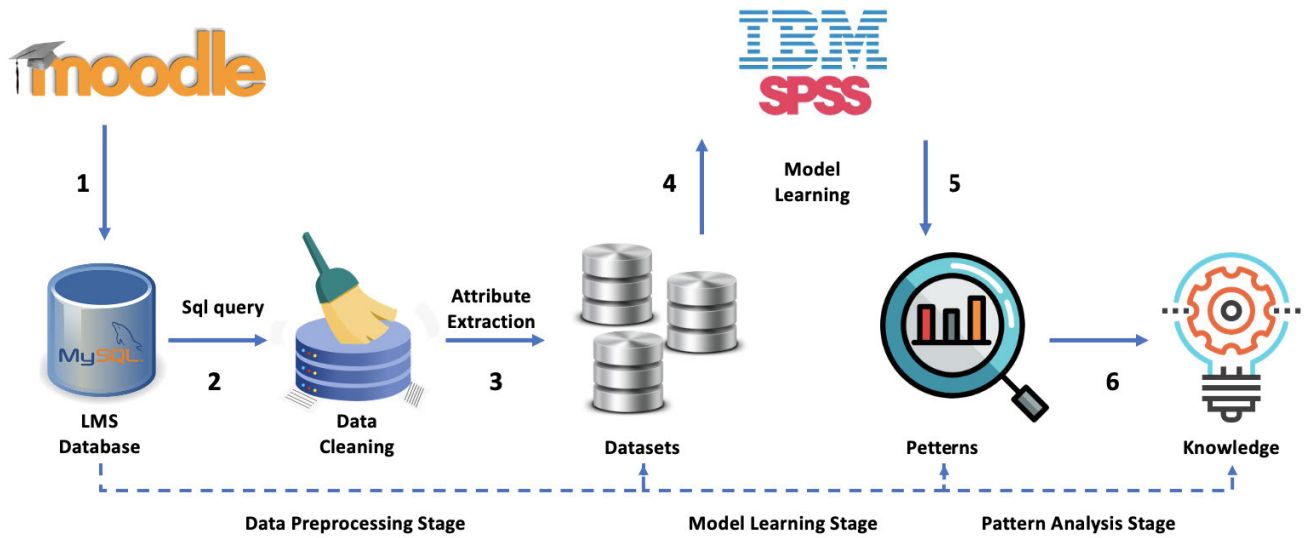 moodle
IBM
SPSS
1
4
Model
Learning
5
MySQL
Sql query
2
Attribute
Extraction
3
6
LMS
Database
Data
Cleaning
Datasets
Petterns
Knowledge
Data Preprocessing Stage
Model Learning Stage
Pattern Analysis Stage